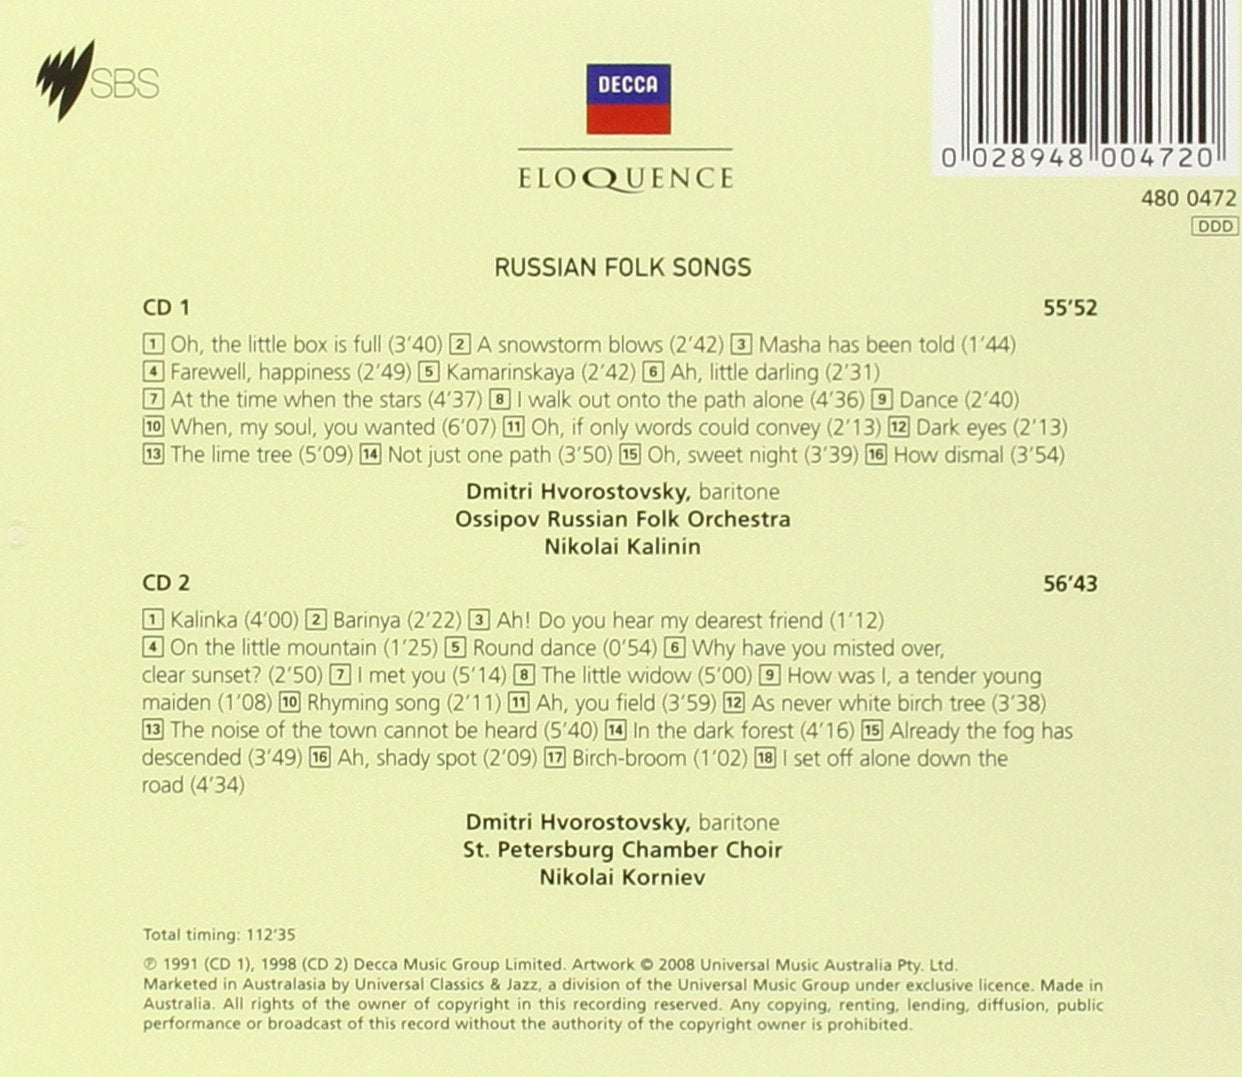 SBS
DECCA
ELOQUENCE
0 028948 004720
480 0472
DDD
RUSSIAN FOLK SONGS
CD 1 55’52
1 Oh, the little box is full (3’40) 2 A snowstorm blows (2’42) 3 Masha has been told (1’44)
4 Farewell, happiness (2’49) 5 Kamarinskaya (2’42) 6 Ah, little darling (2’31)
7 At the time when the stars (4’37) 8 I walk out onto the path alone (4’36) 9 Dance (2’40)
10 When, my soul, you wanted (6’07) 11 Oh, if only words could convey (2’13) 12 Dark eyes (2’13)
13 The lime tree (5’09) 14 Not just one path (3’50) 15 Oh, sweet night (3’39) 16 How dismal (3’54)
Dmitri Hvorostovsky, baritone
Ossipov Russian Folk Orchestra
Nikolai Kalinin
CD 2 56’43
1 Kalinka (4’00) 2 Barinya (2’22) 3 Ah! Do you hear my dearest friend (1’12)
4 On the little mountain (1’25) 5 Round dance (0’54) 6 Why have you misted over,
clear sunset? (2’50) 7 I met you (5’14) 8 The little widow (5’00) 9 How was I, a tender young
maiden (1’08) 10 Rhyming song (2’11) 11 Ah, you field (3’59) 12 As never white birch tree (3’38)
13 The noise of the town cannot be heard (5’40) 14 In the dark forest (4’16) 15 Already the fog has
descended (3’49) 16 Ah, shady spot (2’09) 17 Birch-broom (1’02) 18 I set off alone down the
road (4’34)
Dmitri Hvorostovsky, baritone
St. Petersburg Chamber Choir
Nikolai Korniev
Total timing: 112’35
℗ 1991 (CD 1), 1998 (CD 2) Decca Music Group Limited. Artwork © 2008 Universal Music Australia Pty. Ltd.
Marketed in Australasia by Universal Classics & Jazz, a division of the Universal Music Group under exclusive licence. Made in
Australia. All rights of the owner of copyright in this recording reserved. Any copying, renting, lending, diffusion, public
performance or broadcast of this record without the authority of the copyright owner is prohibited.